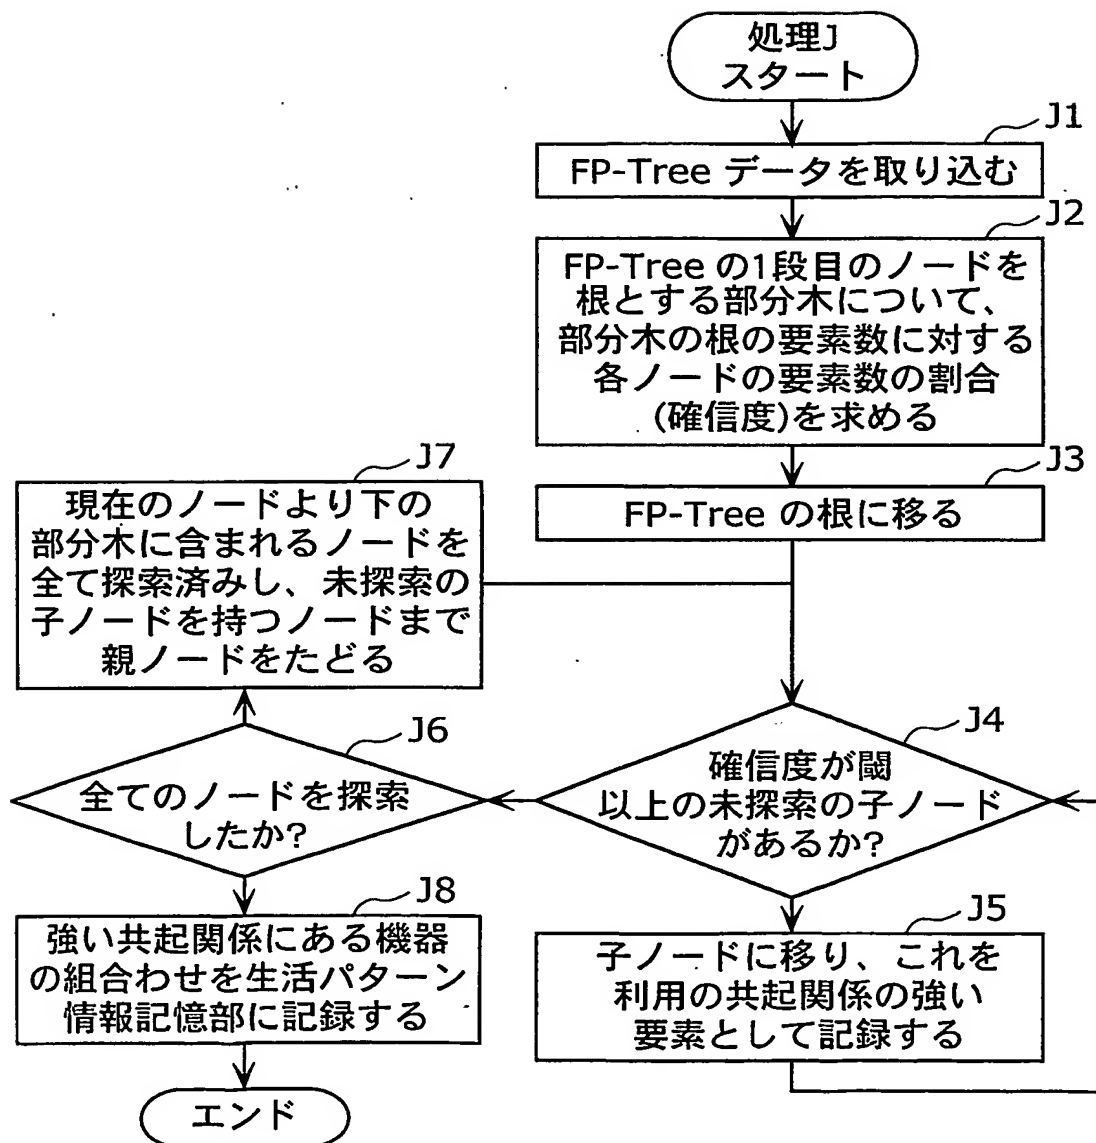 処理J
スタート
J1
FP-Tree データを取り込む
J2
FP-Tree の1段目のノードを
根とする部分木について、
部分木の根の要素数に対する
各ノードの要素数の割合
(確信度)を求める
J3
FP-Tree の根に移る
J7
現在のノードより下の
部分木に含まれるノードを
全て探索済みし、未探索の
子ノードを持つノードまで
親ノードをたどる
J4
確信度が閾
以上の未探索の子ノード
があるか?
J6
全てのノードを探索
したか?
J5
子ノードに移り、これを
利用の共起関係の強い
要素として記録する
J8
強い共起関係にある機器
の組合わせを生活パターン
情報記憶部に記録する
エンド